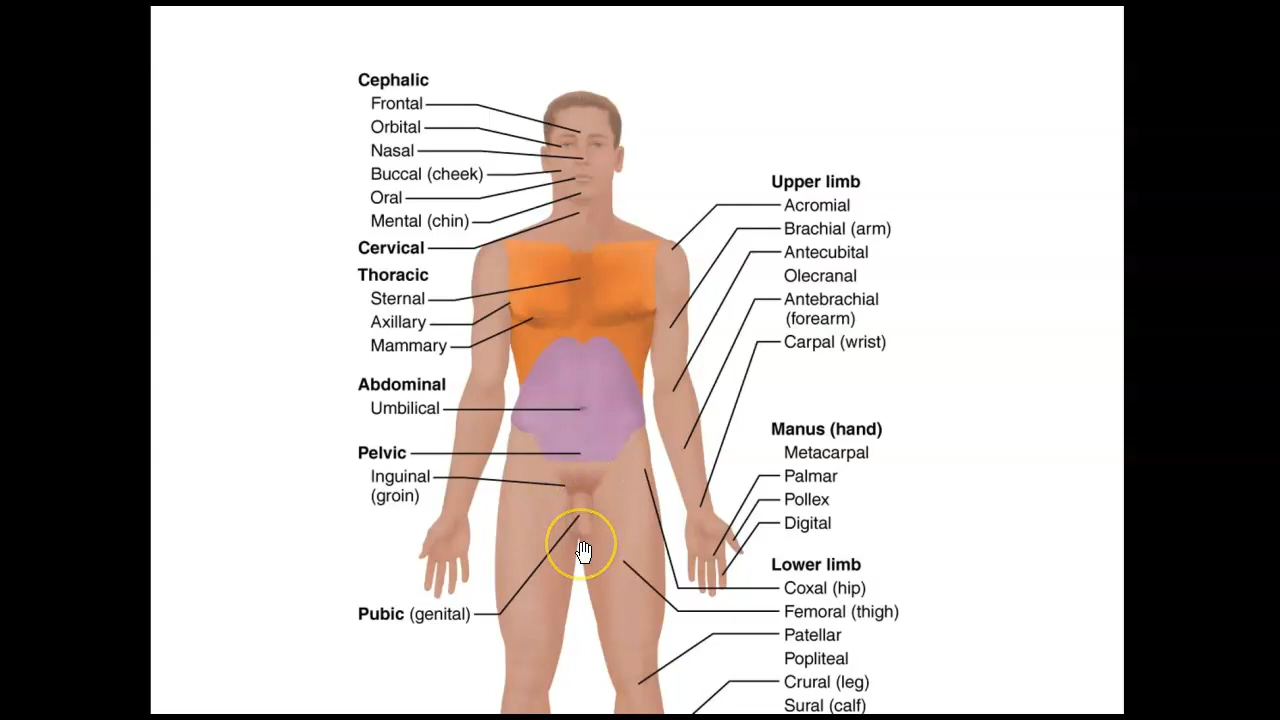 Cephalic
Frontal
Orbital
Nasal
Buccal (cheek)
Oral
Mental (chin)
Cervical
Thoracic
Sternal
Axillary
Mammary
Abdominal
Umbilical
Pelvic
Inguinal
(groin)
Pubic (genital)
Upper limb
Acromial
Brachial (arm)
Antecubital
Olecranal
Antebrachial
(forearm)
Carpal (wrist)
Manus (hand)
Metacarpal
Palmar
Pollex
Digital
Lower limb
Coxal (hip)
Femoral (thigh)
Patellar
Popliteal
Crural (leg)
Sural (calf)